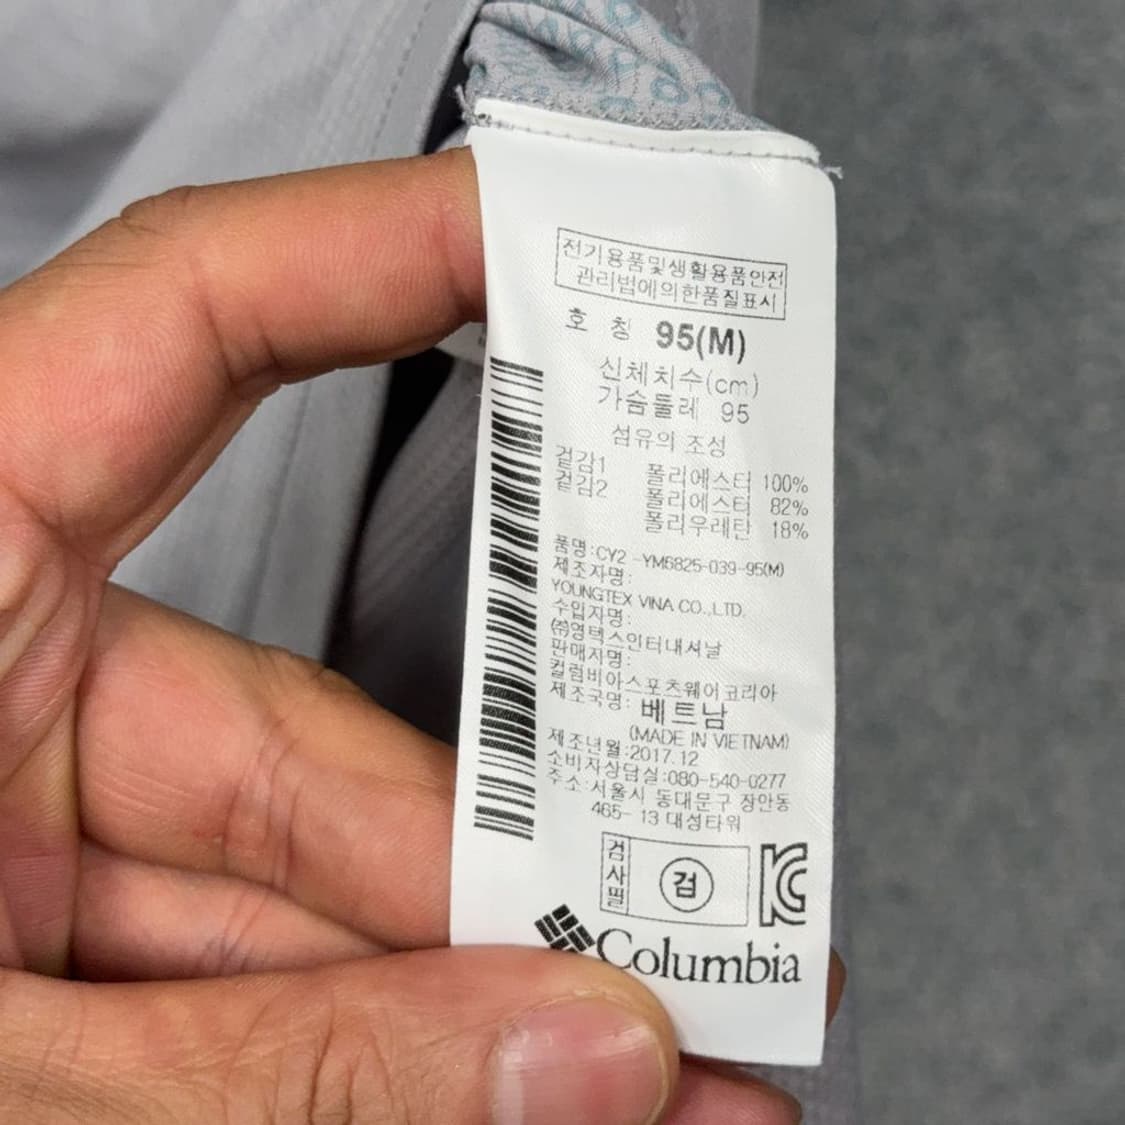 전기용품및생활용품안전
관리법에의한품질표시
호 칭 95(M)
신체치수(cm)
가슴둘레 95
섬유의 조성
겉감1 폴리에스터 100%
겉감2 폴리에스터 82%
폴리우레탄 18%
품명:CY2 -YM6825-039-95(M)
제조자명:
YOUNGTEX VINA CO.,LTD.
수입자명:
㈜영텍스인터내셔날
판매자명:
컬럼비아스포츠웨어코리아
제조국명: 베트남
(MADE IN VIETNAM)
제조년월:2017.12
소비자상담실:080-540-0277
주소:서울시 동대문구 장안동
465-13 대성타워
검사필
검
KC
Columbia